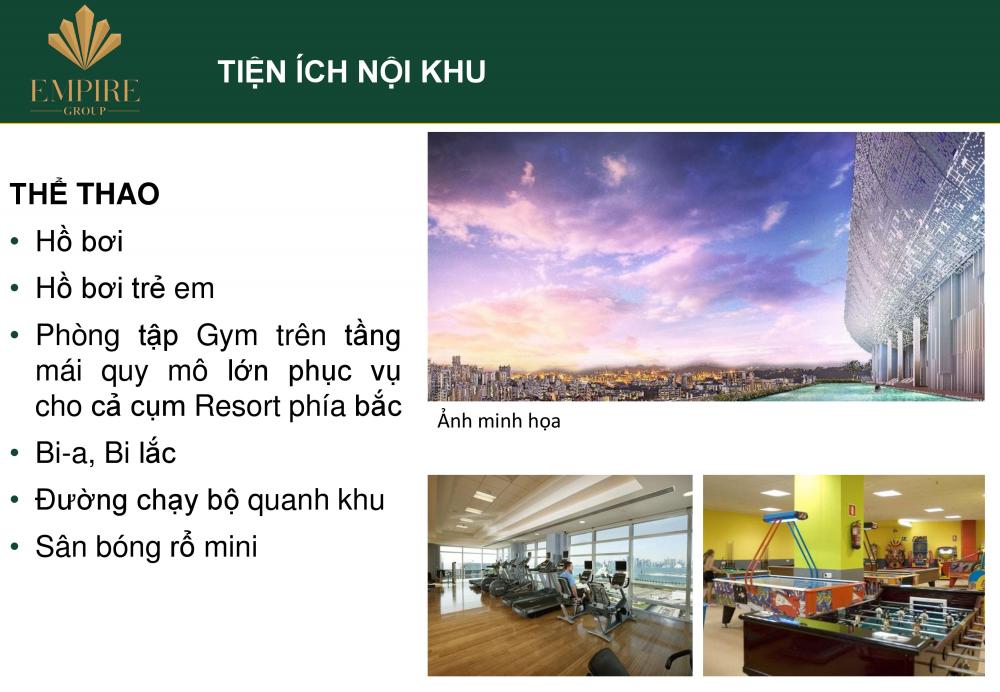 EMPIRE
GROUP
TIỆN ÍCH NỘI KHU
THỂ THAO
• Hồ bơi
• Hồ bơi trẻ em
• Phòng tập Gym trên tầng
mái quy mô lớn phục vụ
cho cả cụm Resort phía bắc
• Bi-a, Bi lắc
• Đường chạy bộ quanh khu
• Sân bóng rổ mini
Ảnh minh họa